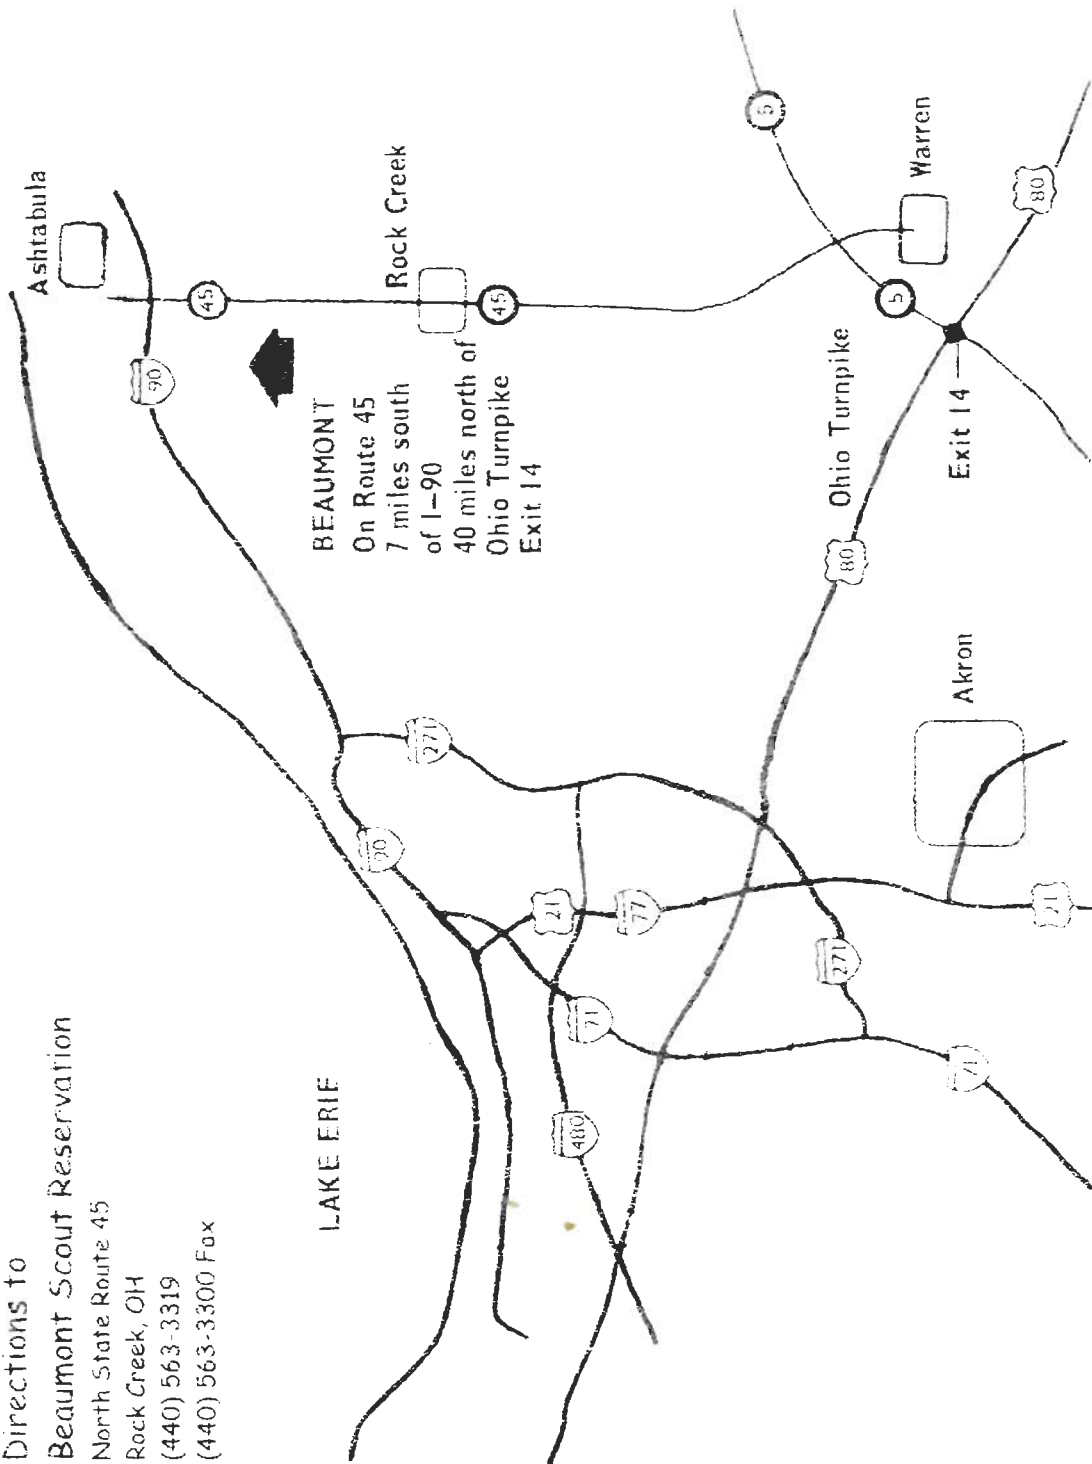 Directions to
Beaumont Scout Reservation
North State Route 45
Rock Creek, OH
(440) 563-3319
(440) 563-3300 Fax
LAKE ERIE
Ashtabula
90
45
BEAUMONT
On Route 45
7 miles south
of I-90
40 miles north of
Ohio Turnpike
Exit 14
Rock Creek
45
271
90
21
77
71
480
271
71
21
Akron
80
Ohio Turnpike
Exit 14
5
5
Warren
80